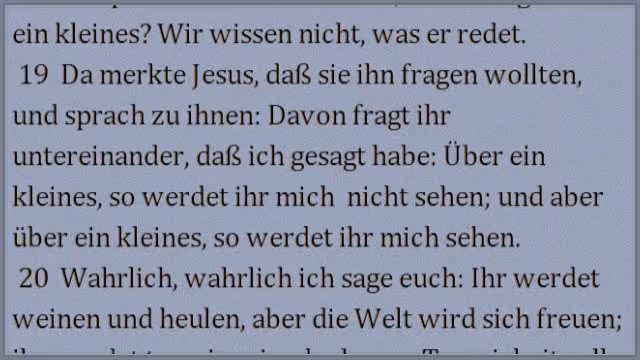 ein kleines? Wir wissen nicht, was er redet.
19 Da merkte Jesus, daß sie ihn fragen wollten,
und sprach zu ihnen: Davon fragt ihr
untereinander, daß ich gesagt habe: Über ein
kleines, so werdet ihr mich nicht sehen; und aber
über ein kleines, so werdet ihr mich sehen.
20 Wahrlich, wahrlich ich sage euch: Ihr werdet
weinen und heulen, aber die Welt wird sich freuen;